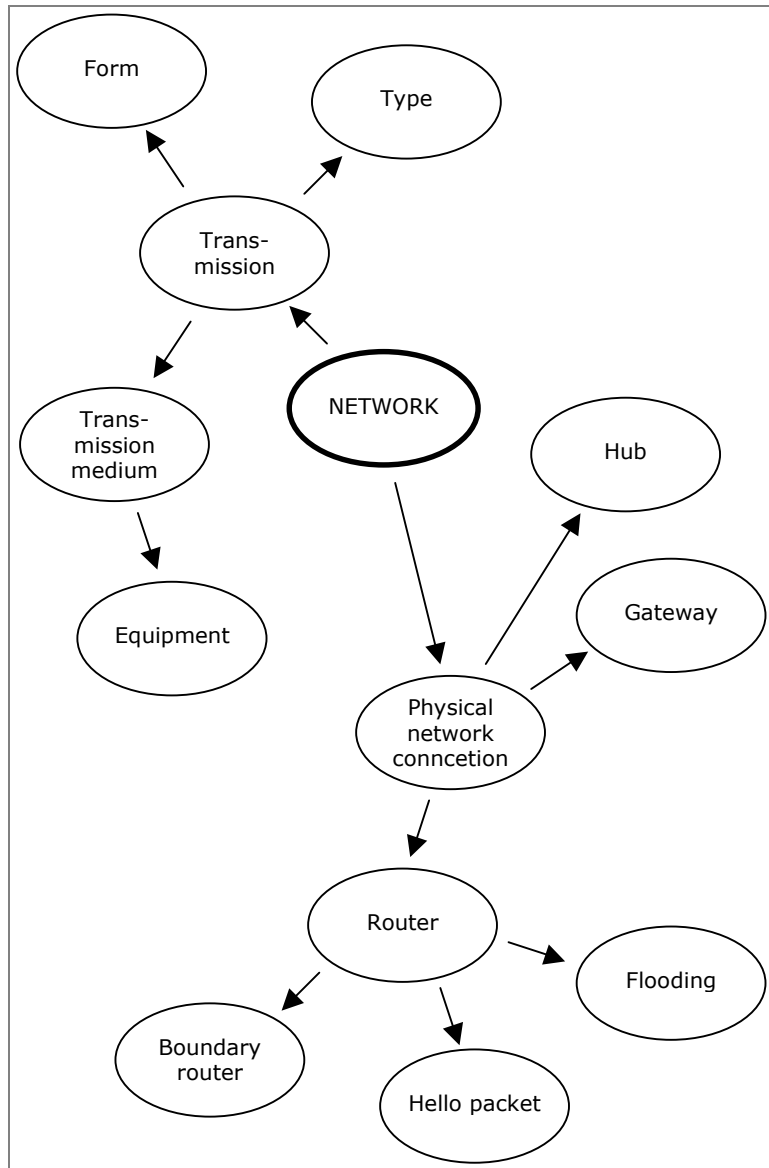 Form
Type
Trans-
mission
NETWORK
Trans-
mission
medium
Hub
Gateway
Equipment
Physical
network
conncetion
Router
Flooding
Boundary
router
Hello packet